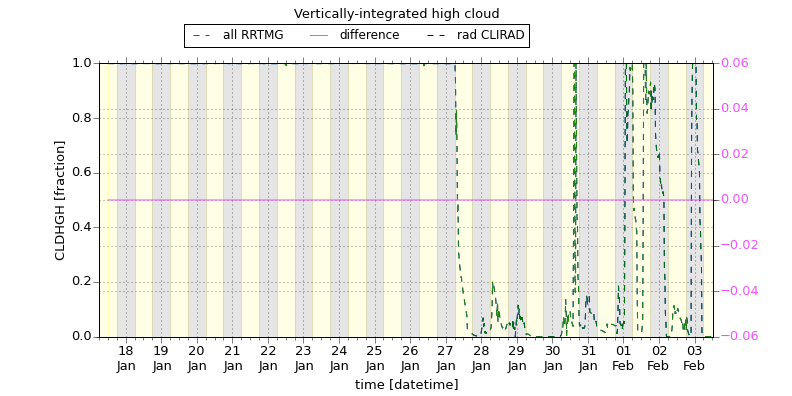 Vertically-integrated high cloud
all RRTMG difference rad CLIRAD
CLDHGH [fraction]
1.0
0.8
0.6
0.4
0.2
0.0
0.06
0.04
0.02
0.00
−0.02
−0.04
−0.06
18 19 20 21 22 23 24 25 26 27 28 29 30 31 01 02 03
Jan Jan Jan Jan Jan Jan Jan Jan Jan Jan Jan Jan Jan Jan Feb Feb Feb
time [datetime]